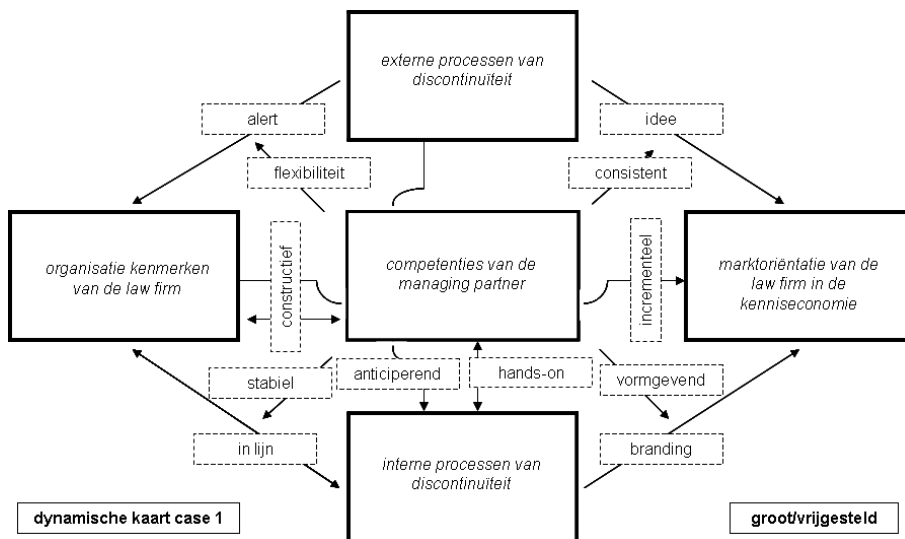 externe processen van
discontinuïteit
alert
idee
flexibiliteit
consistent
organisatie kenmerken
van de law firm
constructief
competenties van de
managing partner
incrementeel
marktoriëntatie van de
law firm in de
kenniseconomie
stabiel
anticiperend
hands-on
vormgevend
in lijn
branding
interne processen van
discontinuïteit
dynamische kaart case 1
groot/vrijgesteld